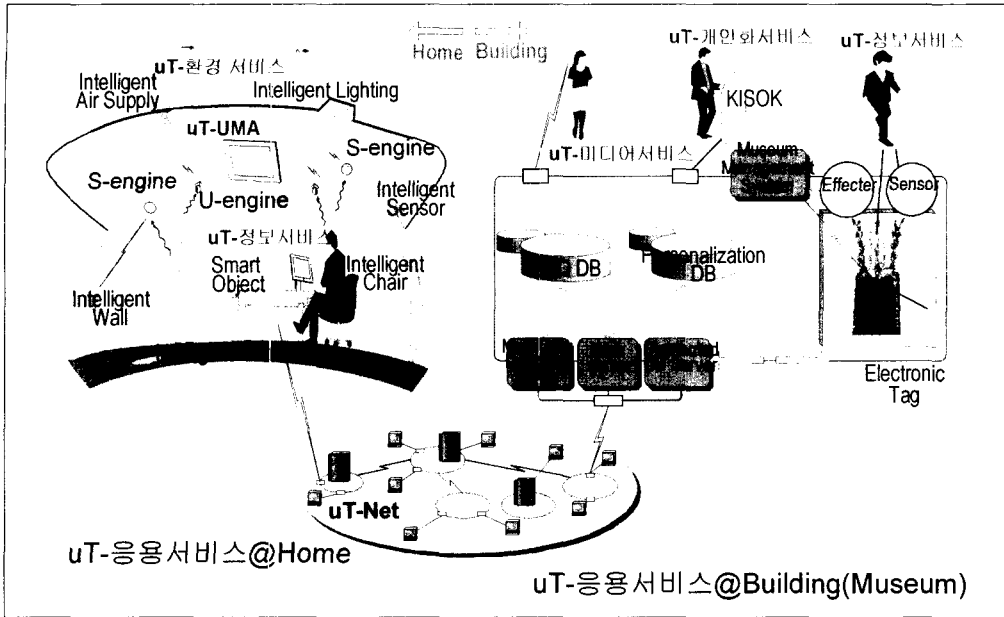 Home Building
uT-환경 서비스
Intelligent
Air Supply
Intelligent Lighting
uT-UMA
S-engine
S-engine
U-engine
Intelligent
Sensor
uT-정보서비스
Smart
Object
Intelligent
Chair
Intelligent
Wall
uT-개인화서비스
uT-정보서비스
KISOK
uT-미디어서비스
Museum
Effecter
Sensor
DB
Personalization
DB
Electronic
Tag
uT-Net
uT-응용서비스@Home
uT-응용서비스@Building(Museum)